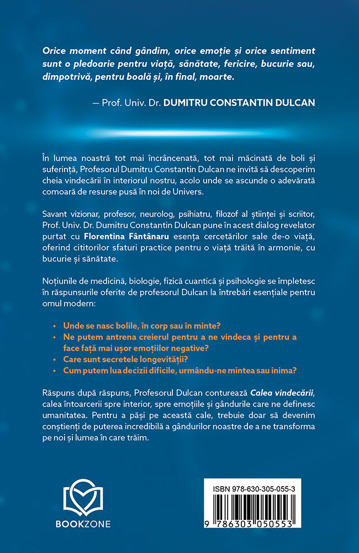 Orice moment când gândim, orice emoție și orice sentiment
sunt o pledoarie pentru viață, sănătate, fericire, bucurie sau,
dimpotrivă, pentru boală și, în final, moarte.
— Prof. Univ. Dr. DUMITRU CONSTANTIN DULCAN
În lumea noastră tot mai încrâncenată, tot mai măcinată de boli și
suferință, Profesorul Dumitru Constantin Dulcan ne invită să descoperim
cheia vindecării în interiorul nostru, acolo unde se ascunde o adevărată
comoară de resurse pusă în noi de Univers.
Savant vizionar, profesor, neurolog, psihiatru, filozof al științei și scriitor,
Prof. Univ. Dr. Dumitru Constantin Dulcan pune în acest dialog revelator
purtat cu Florentina Fântânaru esența cercetărilor sale de-o viață,
oferind cititorilor sfaturi practice pentru o viață trăită în armonie, cu
bucurie și sănătate.
Noțiunile de medicină, biologie, fizică cuantică și psihologie se împletesc
în răspunsurile oferite de profesorul Dulcan la întrebări esențiale pentru
omul modern:
• Unde se nasc bolile, în corp sau în minte?
• Ne putem antrena creierul pentru a ne vindeca și pentru a
face față mai ușor emoțiilor negative?
• Care sunt secretele longevității?
• Cum putem lua decizii dificile, urmându-ne mintea sau inima?
Răspuns după răspuns, Profesorul Dulcan conturează Calea vindecării,
calea întoarcerii spre interior, spre emoțiile și gândurile care ne definesc
umanitatea. Pentru a păși pe această cale, trebuie doar să devenim
conștienți de puterea incredibilă a gândurilor noastre de a ne transforma
pe noi și lumea în care trăim.
BOOKZONE
ISBN 978-630-305-055-3
9 786303 050553